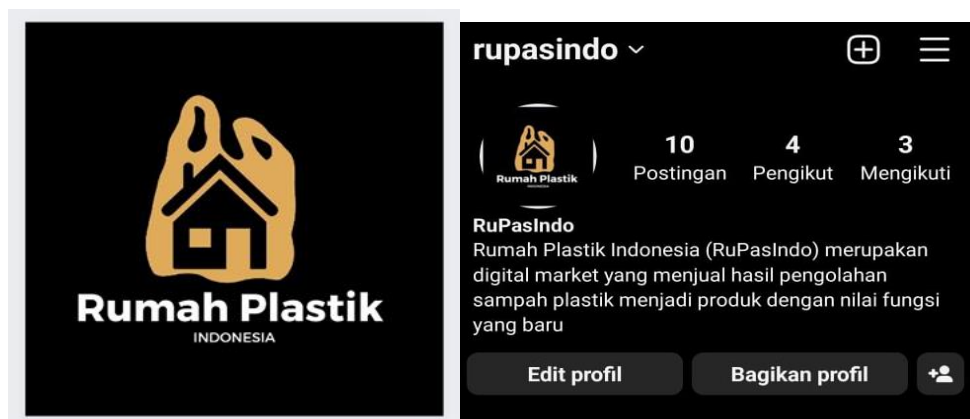 Rumah Plastik
INDONESIA
rupasindo
10
4
3
Postingan
Pengikut
Mengikuti
Rumah Plastik
INDONESIA
RuPasIndo
Rumah Plastik Indonesia (RuPasIndo) merupakan
digital market yang menjual hasil pengolahan
sampah plastik menjadi produk dengan nilai fungsi
yang baru
Edit profil
Bagikan profil